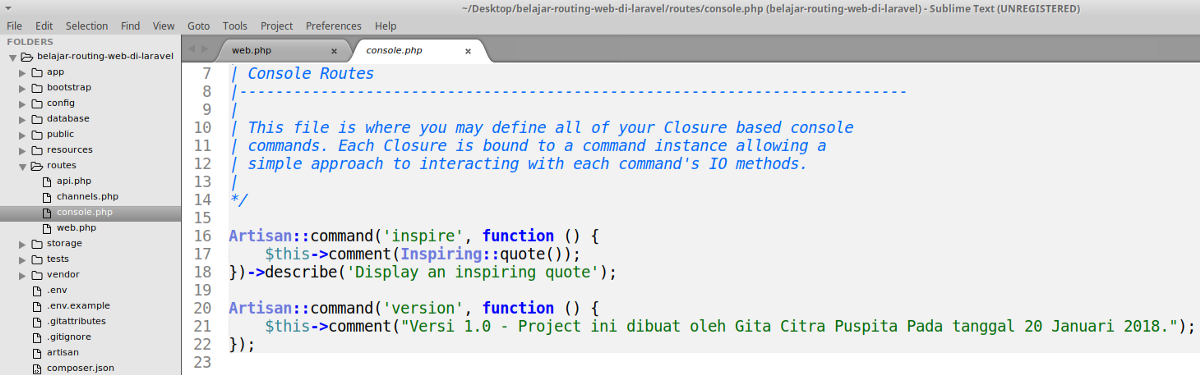 ~/Desktop/belajar-routing-web-di-laravel/routes/console.php (belajar-routing-web-di-laravel) - Sublime Text (UNREGISTERED)
File Edit Selection Find View Goto Tools Project Preferences Help
FOLDERS
belajar-routing-web-di-laravel
app
bootstrap
config
database
public
resources
routes
api.php
channels.php
console.php
web.php
storage
tests
vendor
.env
.env.example
.gitattributes
.gitignore
artisan
composer.json
web.php × console.php ×
7 | Console Routes
8 |--------------------------------------------------------------------------
9 |
10 | This file is where you may define all of your Closure based console
11 | commands. Each Closure is bound to a command instance allowing a
12 | simple approach to interacting with each command's IO methods.
13 |
14 */
15
16 Artisan::command('inspire', function () {
17     $this->comment(Inspiring::quote());
18 })->describe('Display an inspiring quote');
19
20 Artisan::command('version', function () {
21     $this->comment("Versi 1.0 - Project ini dibuat oleh Gita Citra Puspita Pada tanggal 20 Januari 2018.");
22 });
23